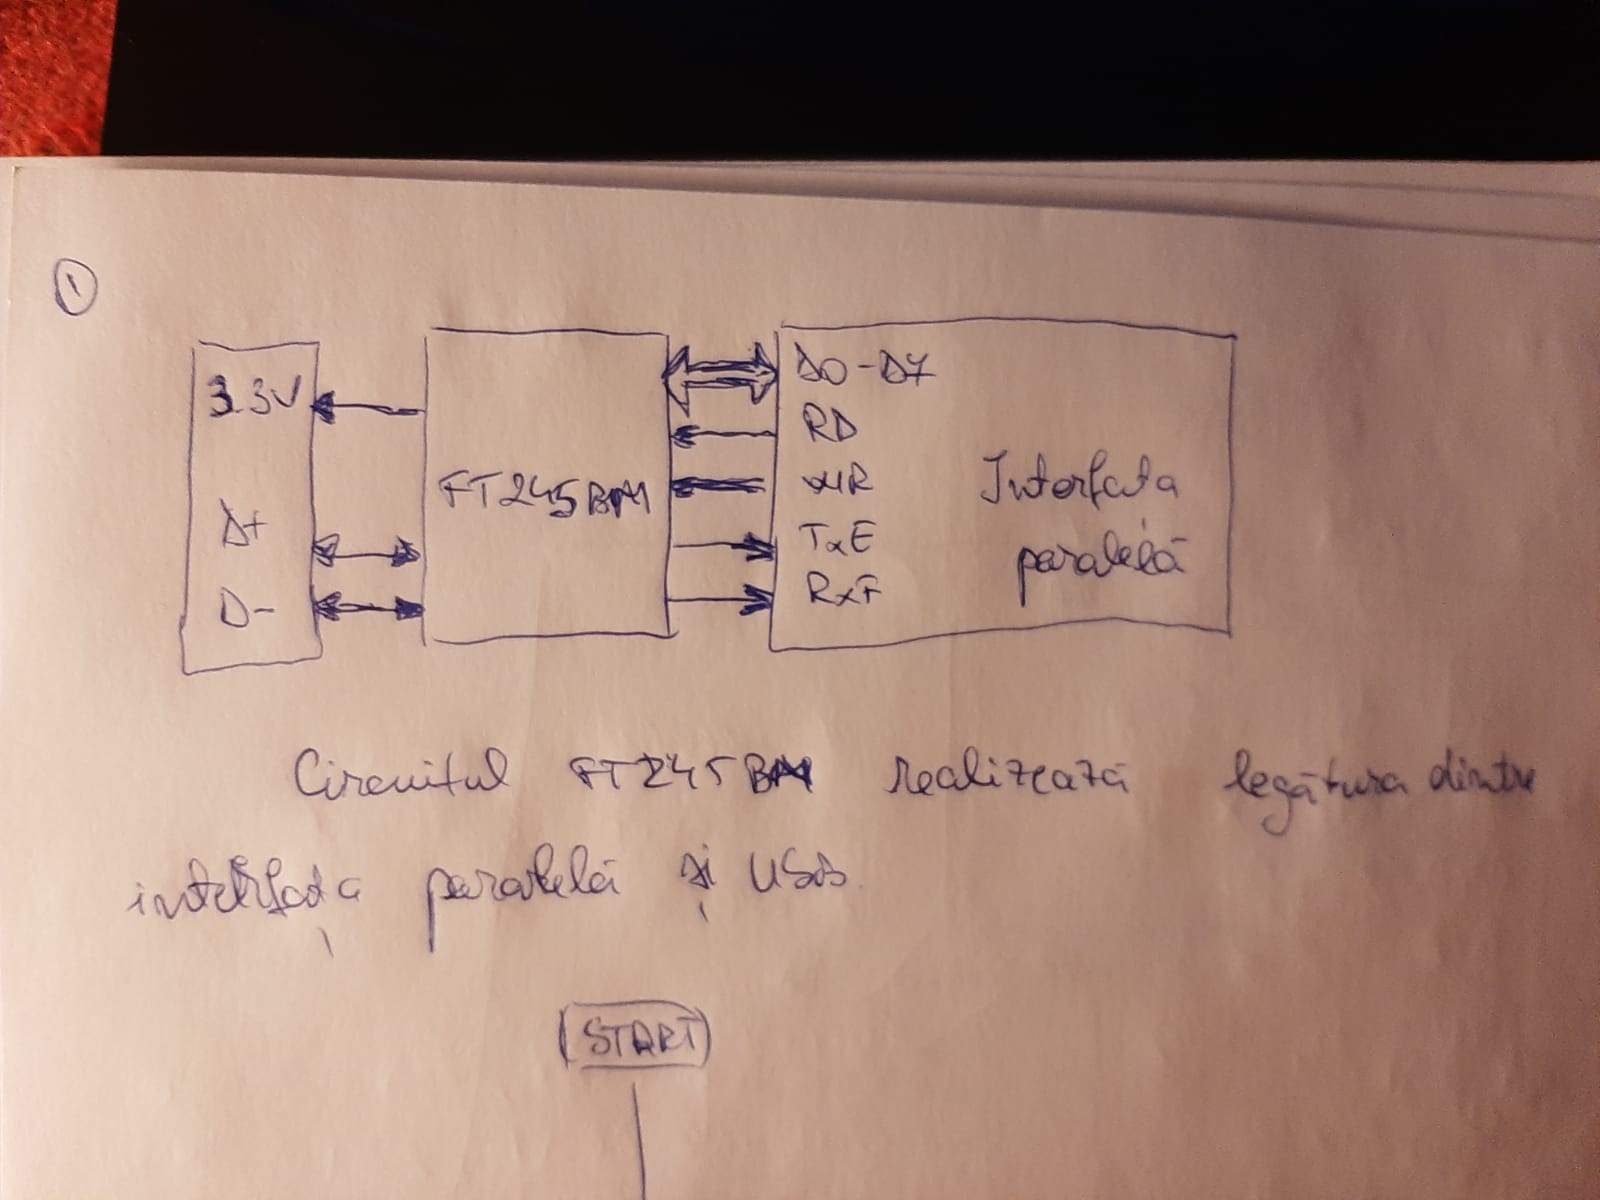 1
3.3V
D+
D-
FT245BM
D0-D7
RD
WR
TxE
RxF
Interfața
paralelă
Circuitul FT245BM realizează legătura dintre
interfața paralelă și USB.
START